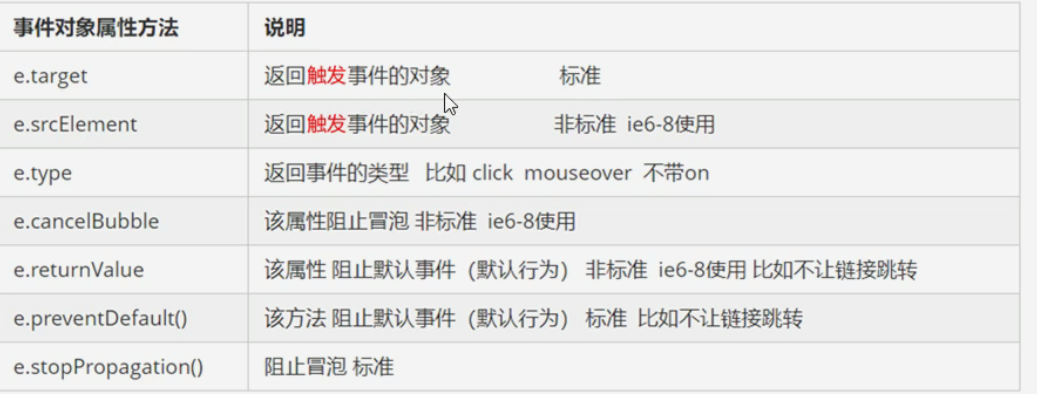 事件对象属性方法 说明
e.target 返回触发事件的对象 标准
e.srcElement 返回触发事件的对象 非标准 ie6-8使用
e.type 返回事件的类型 比如 click mouseover 不带on
e.cancelBubble 该属性阻止冒泡 非标准 ie6-8使用
e.returnValue 该属性 阻止默认事件（默认行为） 非标准 ie6-8使用 比如不让链接跳转
e.preventDefault() 该方法 阻止默认事件（默认行为） 标准 比如不让链接跳转
e.stopPropagation() 阻止冒泡 标准